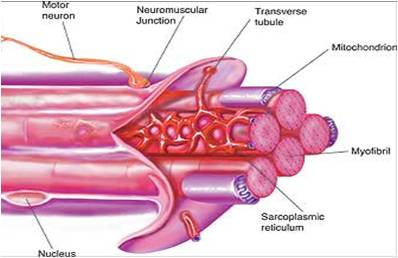 Motor
neuron
Neuromuscular
Junction
Transverse
tubule
Mitochondrion
Myofibril
Sarcoplasmic
reticulum
Nucleus